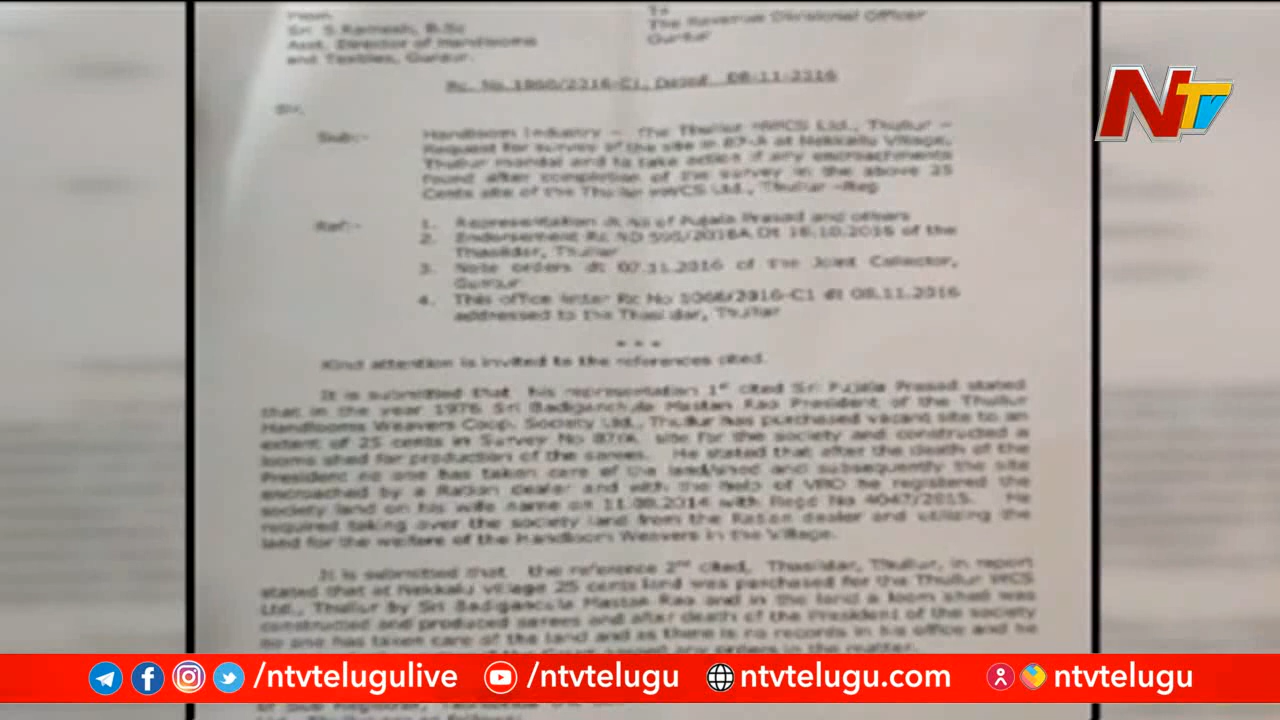 From
Sri S Ramesh, B.Sc
Asst. Director of Handlooms
and Textiles, Guntur.
To
The Revenue Divisional Officer
Guntur
Rc. No.1860/2016-C1, Dated 08-11-2016
Sir,
Sub:-
Handloom Industry – The Thullur HWCS Ltd., Thullur –
Request for survey of the site in 87-A at Nekkallu Village,
Thullur mandal and to take action if any encroachments
found after completion of the survey in the above 25
Cents site of the Thullur HWCS Ltd., Thullur –Reg
Ref:-
1. Representation of Pujala Prasad and others
2. Endorsement Rc NO 2016A Dt 18.10.2016 of the
Thasildar, Thullur
3. Note orders dt 07.11.2016 of the Joint Collector,
Guntur
4. This office letter Rc No 2016-C1 dt 08.11.2016
addressed to the Thasildar, Thullur
* * *
Kind attention is invited to the references cited.
It is submitted that his representation 1st cited Sri Pujala Prasad stated
that in the year 1976 Sri Mastan Rao President of the Thullur
Handlooms Weavers Coop. Society Ltd., Thullur has purchased vacant site to an
extent of 25 cents in Survey No 87/A site for the society and constructed a
looms shed for production of the sarees. He stated that after the death of the
President no one has taken care of the land/shed and subsequently the site
encroached by a Ration dealer and with the help of VRO he registered the
society land on his wife name on 11.08.2014 with Regd No 4047/2015. He
required taking over the society land from the Ration dealer and utilizing the
land for the welfare of the Handloom Weavers in the Village.
It is submitted that the reference 2nd cited, Thasildar, Thullur, in report
stated that at Nekkallu village 25 cents land was purchased for the Thullur WCS
Ltd., Thullur by Sri Mastan Rao and in the land a loom shed was
constructed and produced sarees and after death of the President of the society
no one has taken care of the land and as there is no records in his office and he
passed any orders in the matter.
NTV
/ntvtelugulive
/ntvtelugu
ntvtelugu.com
ntvtelugu